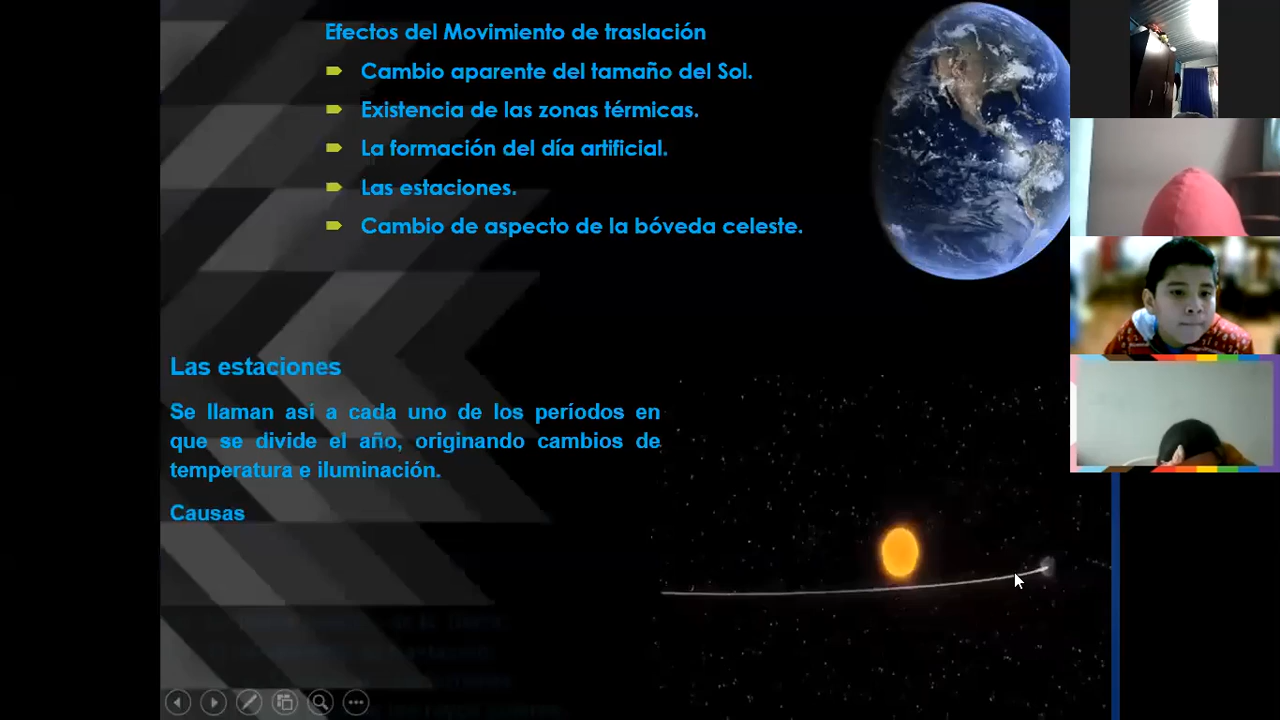 Efectos del Movimiento de traslación
Cambio aparente del tamaño del Sol.
Existencia de las zonas térmicas.
La formación del día artificial.
Las estaciones.
Cambio de aspecto de la bóveda celeste.
Las estaciones
Se llaman así a cada uno de los períodos en
que se divide el año, originando cambios de
temperatura e iluminación.
Causas